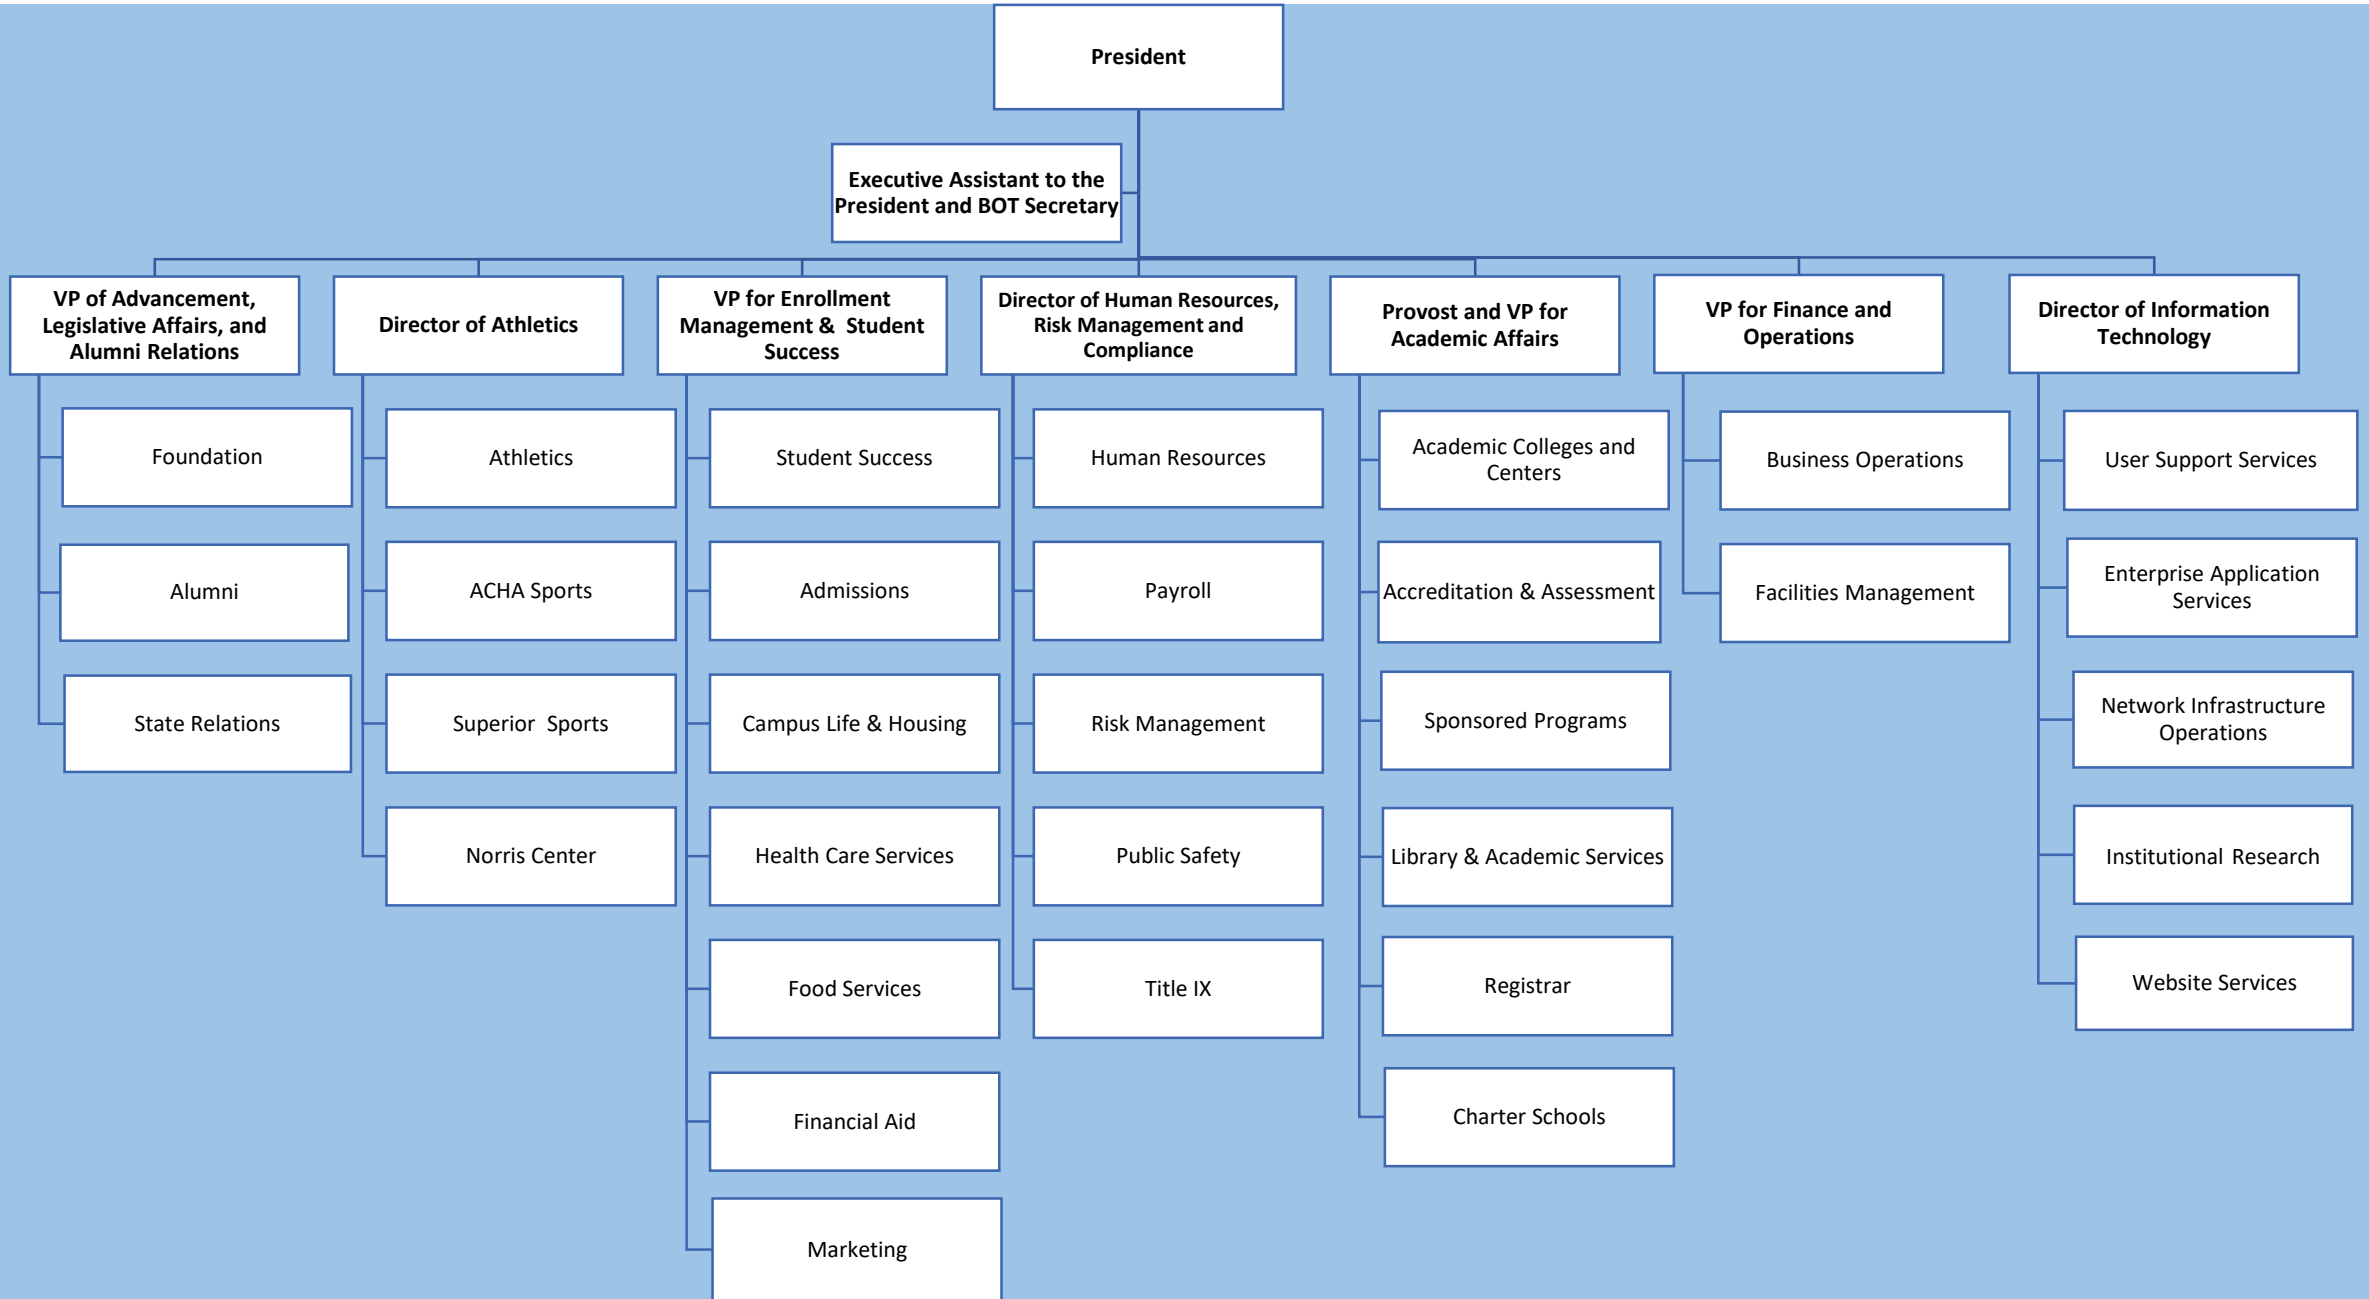 President
Executive Assistant to the
President and BOT Secretary
VP of Advancement,
Legislative Affairs, and
Alumni Relations
Director of Athletics
VP for Enrollment
Management &  Student
Success
Director of Human Resources,
Risk Management and
Compliance
Provost and VP for
Academic Affairs
VP for Finance and
Operations
Director of Information
Technology
Foundation
Alumni
State Relations
Athletics
ACHA Sports
Superior  Sports
Norris Center
Student Success
Admissions
Campus Life & Housing
Health Care Services
Food Services
Financial Aid
Marketing
Human Resources
Payroll
Risk Management
Public Safety
Title IX
Academic Colleges and
Centers
Accreditation & Assessment
Sponsored Programs
Library & Academic Services
Registrar
Charter Schools
Business Operations
Facilities Management
User Support Services
Enterprise Application
Services
Network Infrastructure
Operations
Institutional Research
Website Services